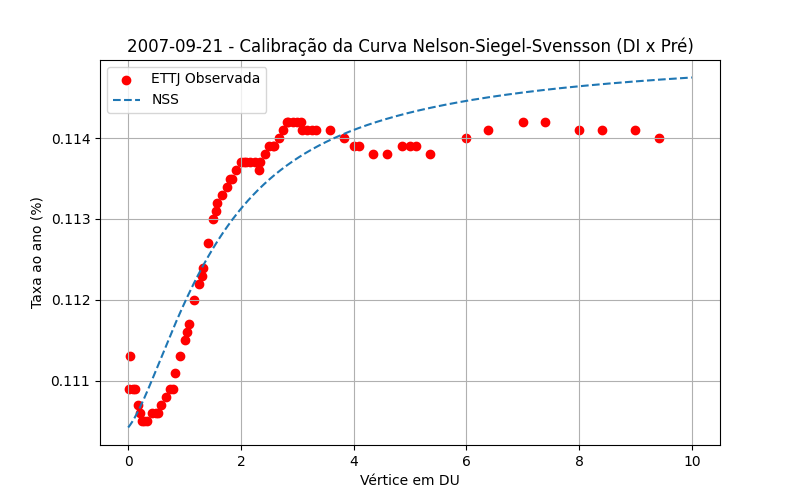 2007-09-21 - Calibração da Curva Nelson-Siegel-Svensson (DI x Pré)
ETTJ Observada
NSS
Taxa ao ano (%)
0.114
0.113
0.112
0.111
0 2 4 6 8 10
Vértice em DU